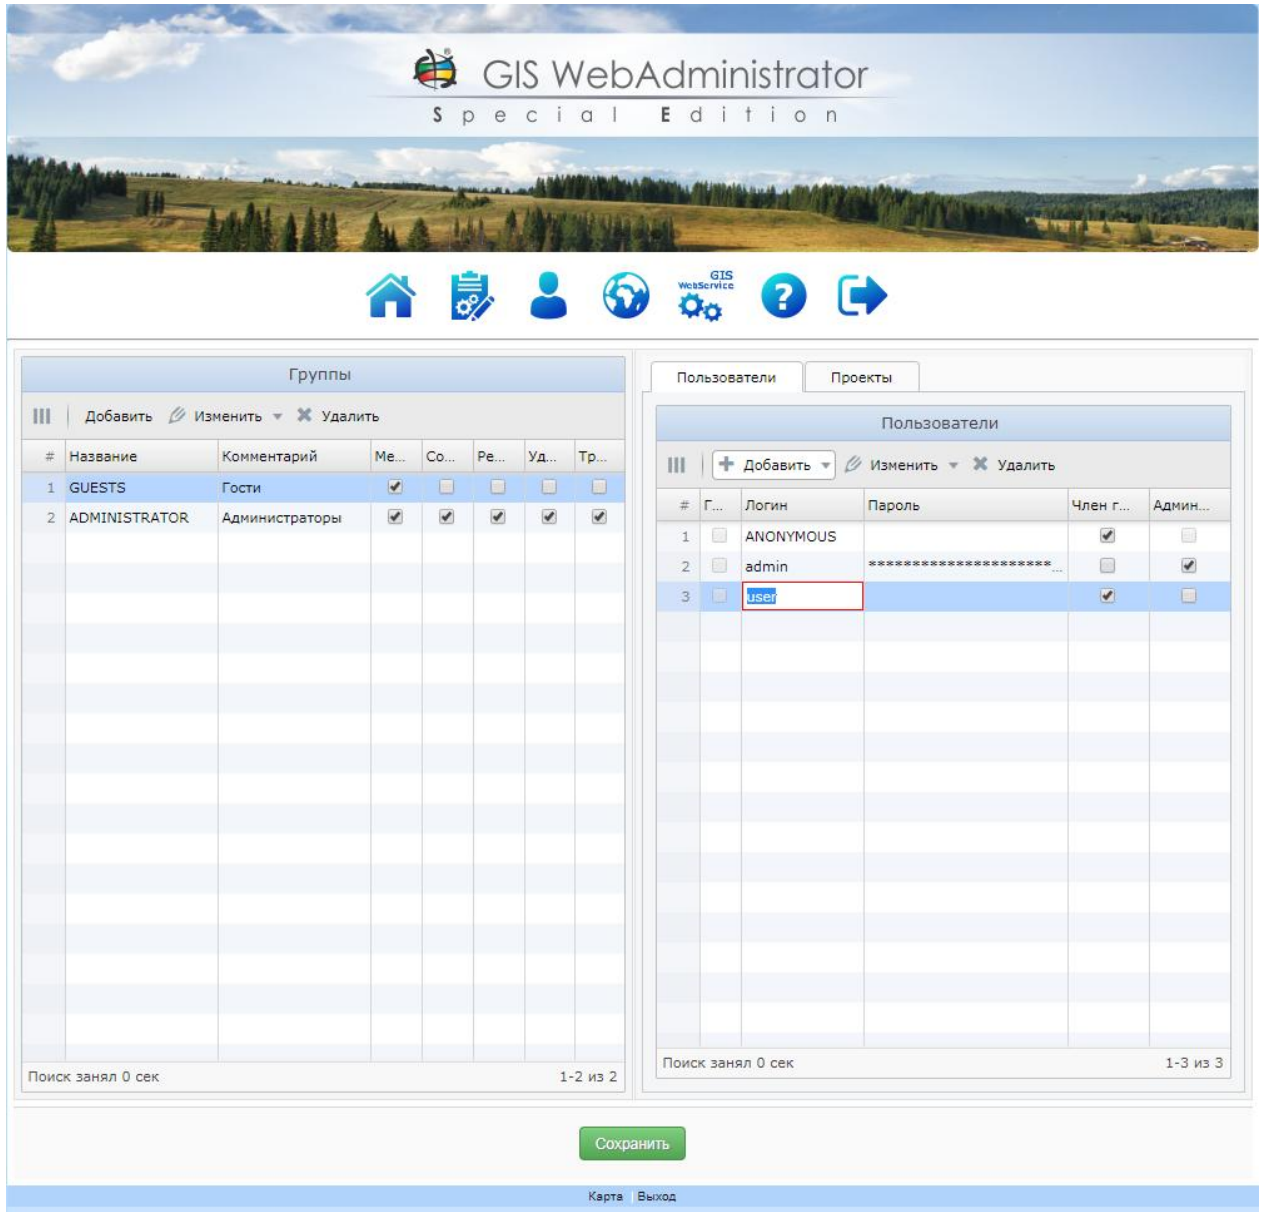 GIS WebAdministrator
Special Edition
GIS
WebService
?
Группы
Добавить Изменить Удалить
# Название Комментарий Ме... Со... Ре... Уд... Тр...
1 GUESTS Гости
2 ADMINISTRATOR Администраторы
Поиск занял 0 сек 1-2 из 2
Пользователи Проекты
Пользователи
Добавить Изменить Удалить
# Г... Логин Пароль Член г... Админ...
1 ANONYMOUS
2 admin *********************...
3 user
Поиск занял 0 сек 1-3 из 3
Сохранить
Карта | Выход